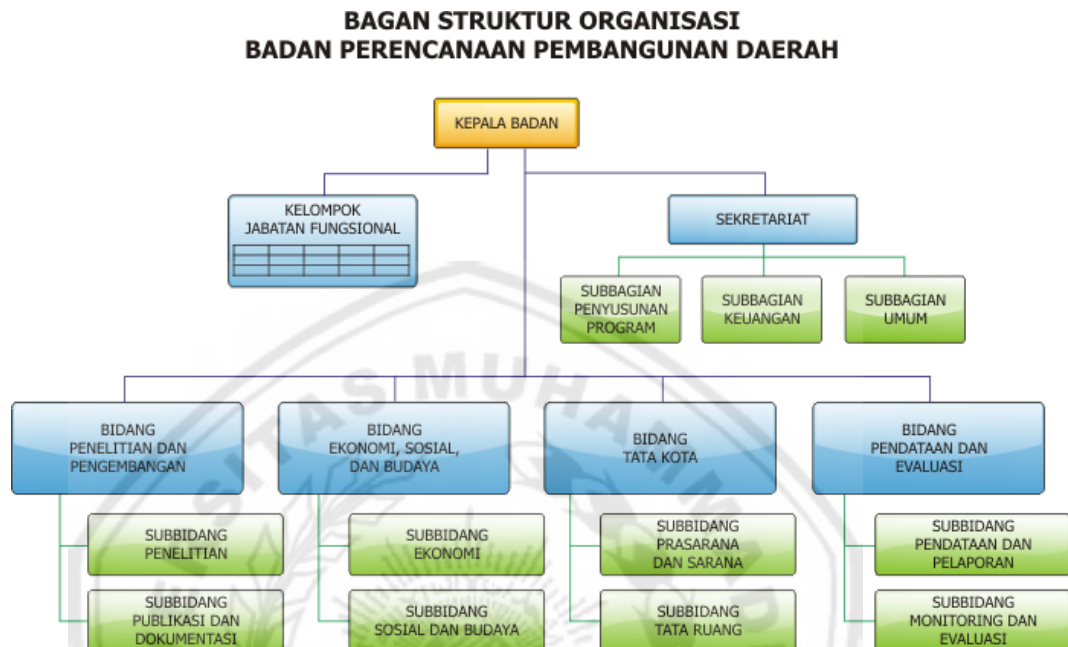 BAGAN STRUKTUR ORGANISASI
BADAN PERENCANAAN PEMBANGUNAN DAERAH
KEPALA BADAN
KELOMPOK
JABATAN FUNGSIONAL
SEKRETARIAT
SUBBAGIAN
PENYUSUNAN
PROGRAM
SUBBAGIAN
KEUANGAN
SUBBAGIAN
UMUM
BIDANG
PENELITIAN DAN
PENGEMBANGAN
BIDANG
EKONOMI, SOSIAL,
DAN BUDAYA
BIDANG
TATA KOTA
BIDANG
PENDATAAN DAN
EVALUASI
SUBBIDANG
PENELITIAN
SUBBIDANG
EKONOMI
SUBBIDANG
PRASARANA
DAN SARANA
SUBBIDANG
PENDATAAN DAN
PELAPORAN
SUBBIDANG
PUBLIKASI DAN
DOKUMENTASI
SUBBIDANG
SOSIAL DAN BUDAYA
SUBBIDANG
TATA RUANG
SUBBIDANG
MONITORING DAN
EVALUASI